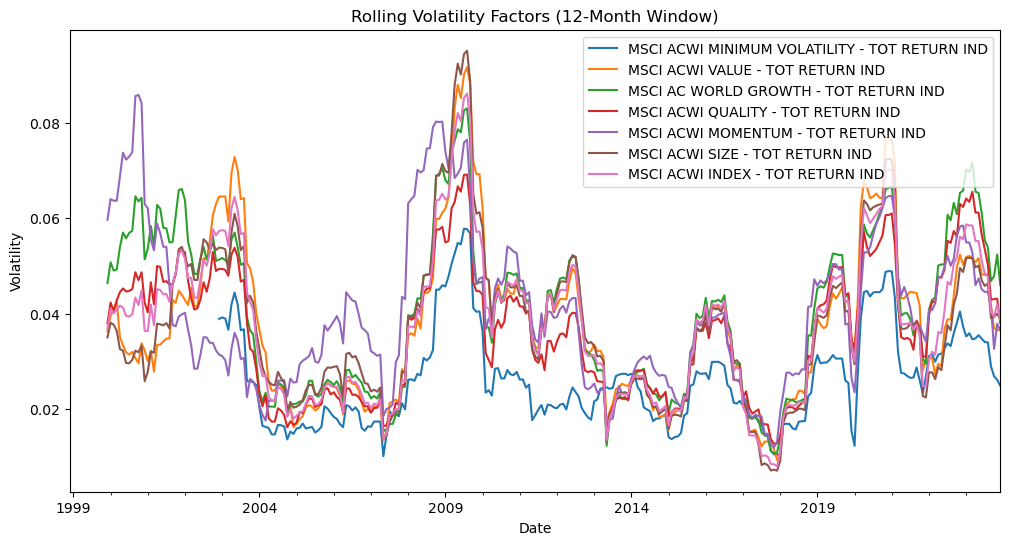 Rolling Volatility Factors (12-Month Window)
MSCI ACWI MINIMUM VOLATILITY - TOT RETURN IND
MSCI ACWI VALUE - TOT RETURN IND
MSCI AC WORLD GROWTH - TOT RETURN IND
MSCI ACWI QUALITY - TOT RETURN IND
MSCI ACWI MOMENTUM - TOT RETURN IND
MSCI ACWI SIZE - TOT RETURN IND
MSCI ACWI INDEX - TOT RETURN IND
Volatility
0.08
0.06
0.04
0.02
1999 2004 2009 2014 2019
Date